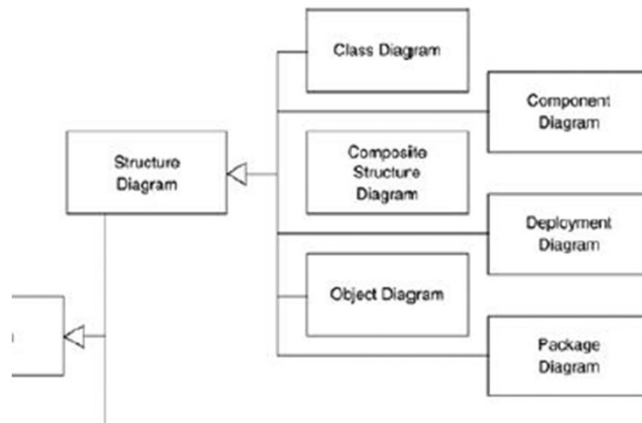 Class Diagram
Component
Diagram
Structure
Diagram
Composite
Structure
Diagram
Deployment
Diagram
Object Diagram
Package
Diagram